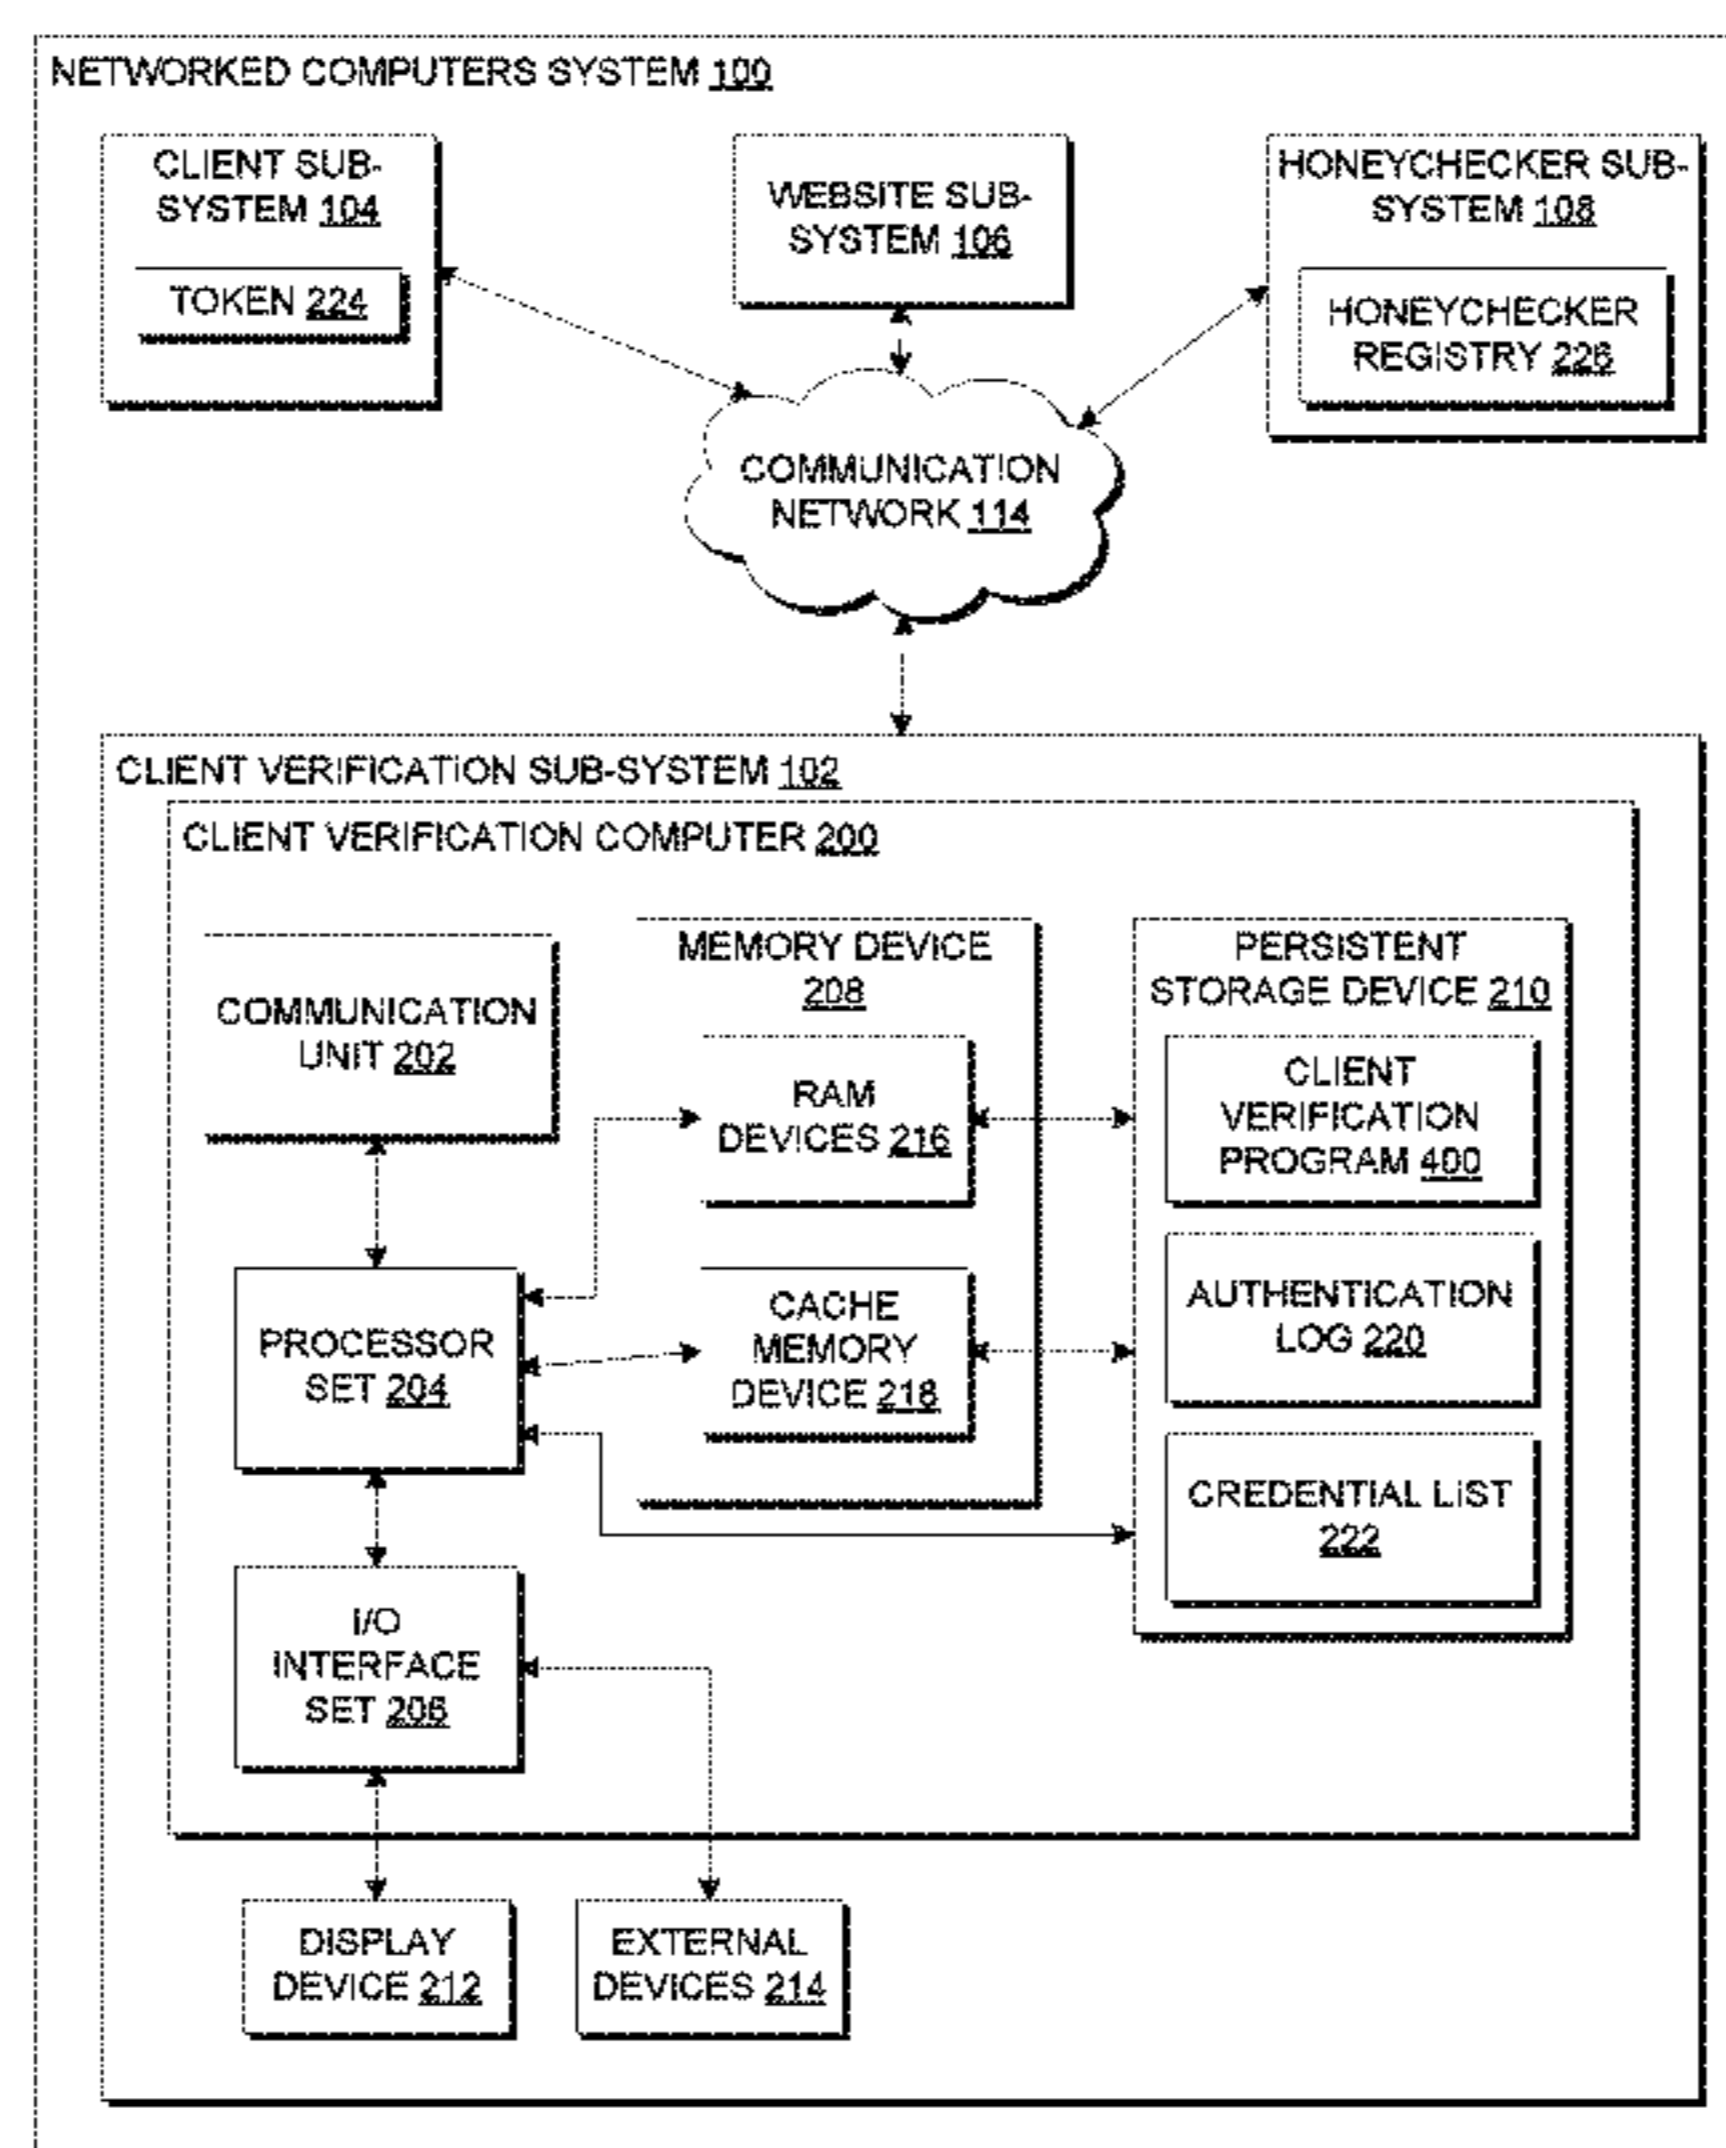 NETWORKED COMPUTERS SYSTEM 100
CLIENT SUB-
SYSTEM 104
TOKEN 224
WEBSITE SUB-
SYSTEM 106
HONEYCHECKER SUB-
SYSTEM 108
HONEYCHECKER
REGISTRY 226
COMMUNICATION
NETWORK 114
CLIENT VERIFICATION SUB-SYSTEM 102
CLIENT VERIFICATION COMPUTER 200
COMMUNICATION
UNIT 202
MEMORY DEVICE
208
RAM
DEVICES 216
PERSISTENT
STORAGE DEVICE 210
CLIENT
VERIFICATION
PROGRAM 400
PROCESSOR
SET 204
CACHE
MEMORY
DEVICE 218
AUTHENTICATION
LOG 220
CREDENTIAL LIST
222
I/O
INTERFACE
SET 206
DISPLAY
DEVICE 212
EXTERNAL
DEVICES 214